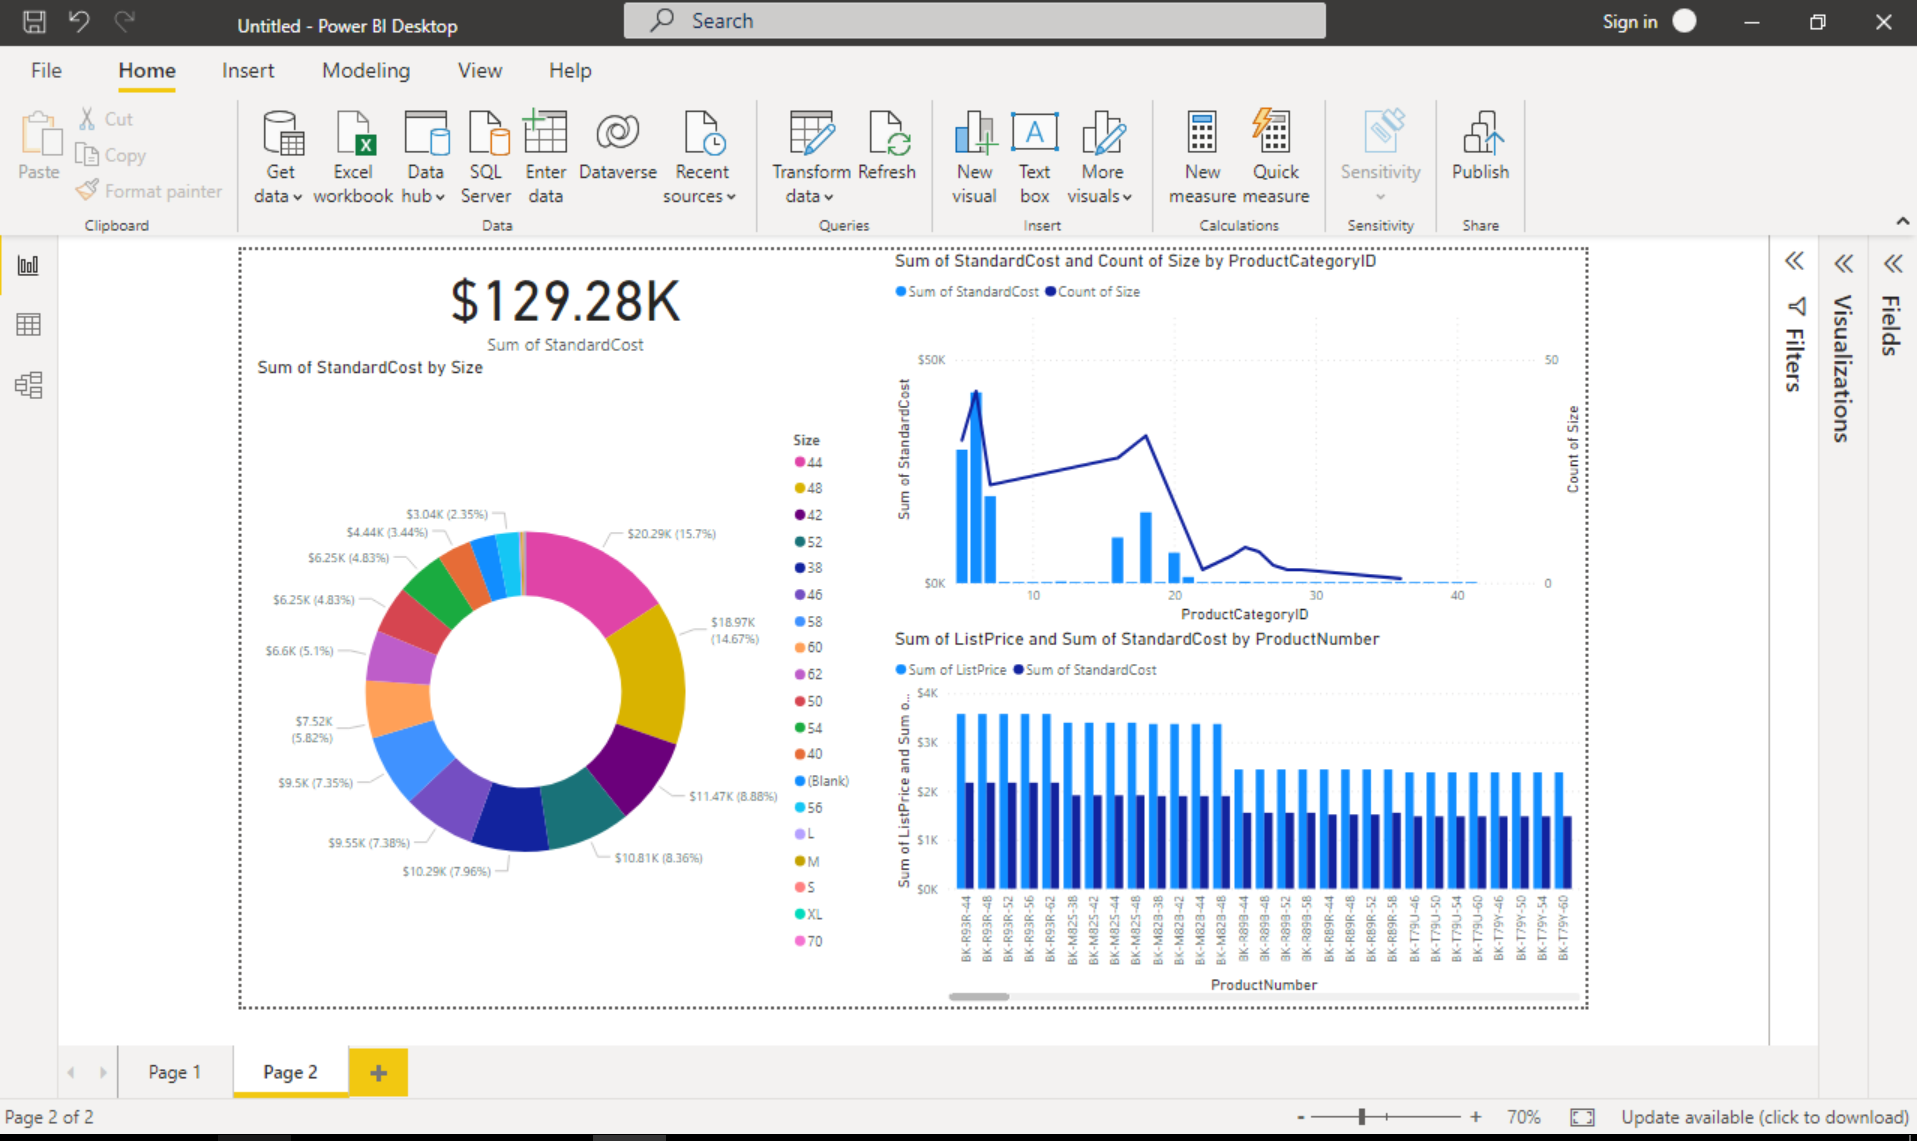 Untitled - Power BI Desktop
Search
Sign in
File
Home
Insert
Modeling
View
Help
Paste
Cut
Copy
Format painter
Clipboard
Get data
Excel workbook
Data hub
SQL Server
Enter data
Dataverse
Recent sources
Data
Transform data
Refresh
Queries
New visual
Text box
More visuals
Insert
New measure
Quick measure
Calculations
Sensitivity
Sensitivity
Publish
Share
$129.28K
Sum of StandardCost
Sum of StandardCost by Size
$3.04K (2.35%)
$4.44K (3.44%)
$6.25K (4.83%)
$6.25K (4.83%)
$6.6K (5.1%)
$7.52K
(5.82%)
$9.5K (7.35%)
$9.55K (7.38%)
$10.29K (7.96%)
$10.81K (8.36%)
$11.47K (8.88%)
$18.97K
(14.67%)
$20.29K (15.7%)
Size
44
48
42
52
38
46
58
60
62
50
54
40
(Blank)
56
L
M
S
XL
70
Sum of StandardCost and Count of Size by ProductCategoryID
Sum of StandardCost Count of Size
Sum of StandardCost
$50K
$0K
50
0
Count of Size
10 20 30 40
ProductCategoryID
Sum of ListPrice and Sum of StandardCost by ProductNumber
Sum of ListPrice Sum of StandardCost
Sum of ListPrice and Sum o...
$4K
$3K
$2K
$1K
$0K
BK-R93R-44
BK-R93R-48
BK-R93R-52
BK-R93R-56
BK-R93R-62
BK-M82S-38
BK-M82S-42
BK-M82S-44
BK-M82S-48
BK-M82B-38
BK-M82B-42
BK-M82B-44
BK-M82B-48
BK-R89B-44
BK-R89B-48
BK-R89B-52
BK-R89B-58
BK-R89R-44
BK-R89R-48
BK-R89R-52
BK-R89R-58
BK-T79U-46
BK-T79U-50
BK-T79U-54
BK-T79U-60
BK-T79Y-46
BK-T79Y-50
BK-T79Y-54
BK-T79Y-60
ProductNumber
Filters
Visualizations
Fields
Page 1
Page 2
Page 2 of 2
- + 70%
Update available (click to download)